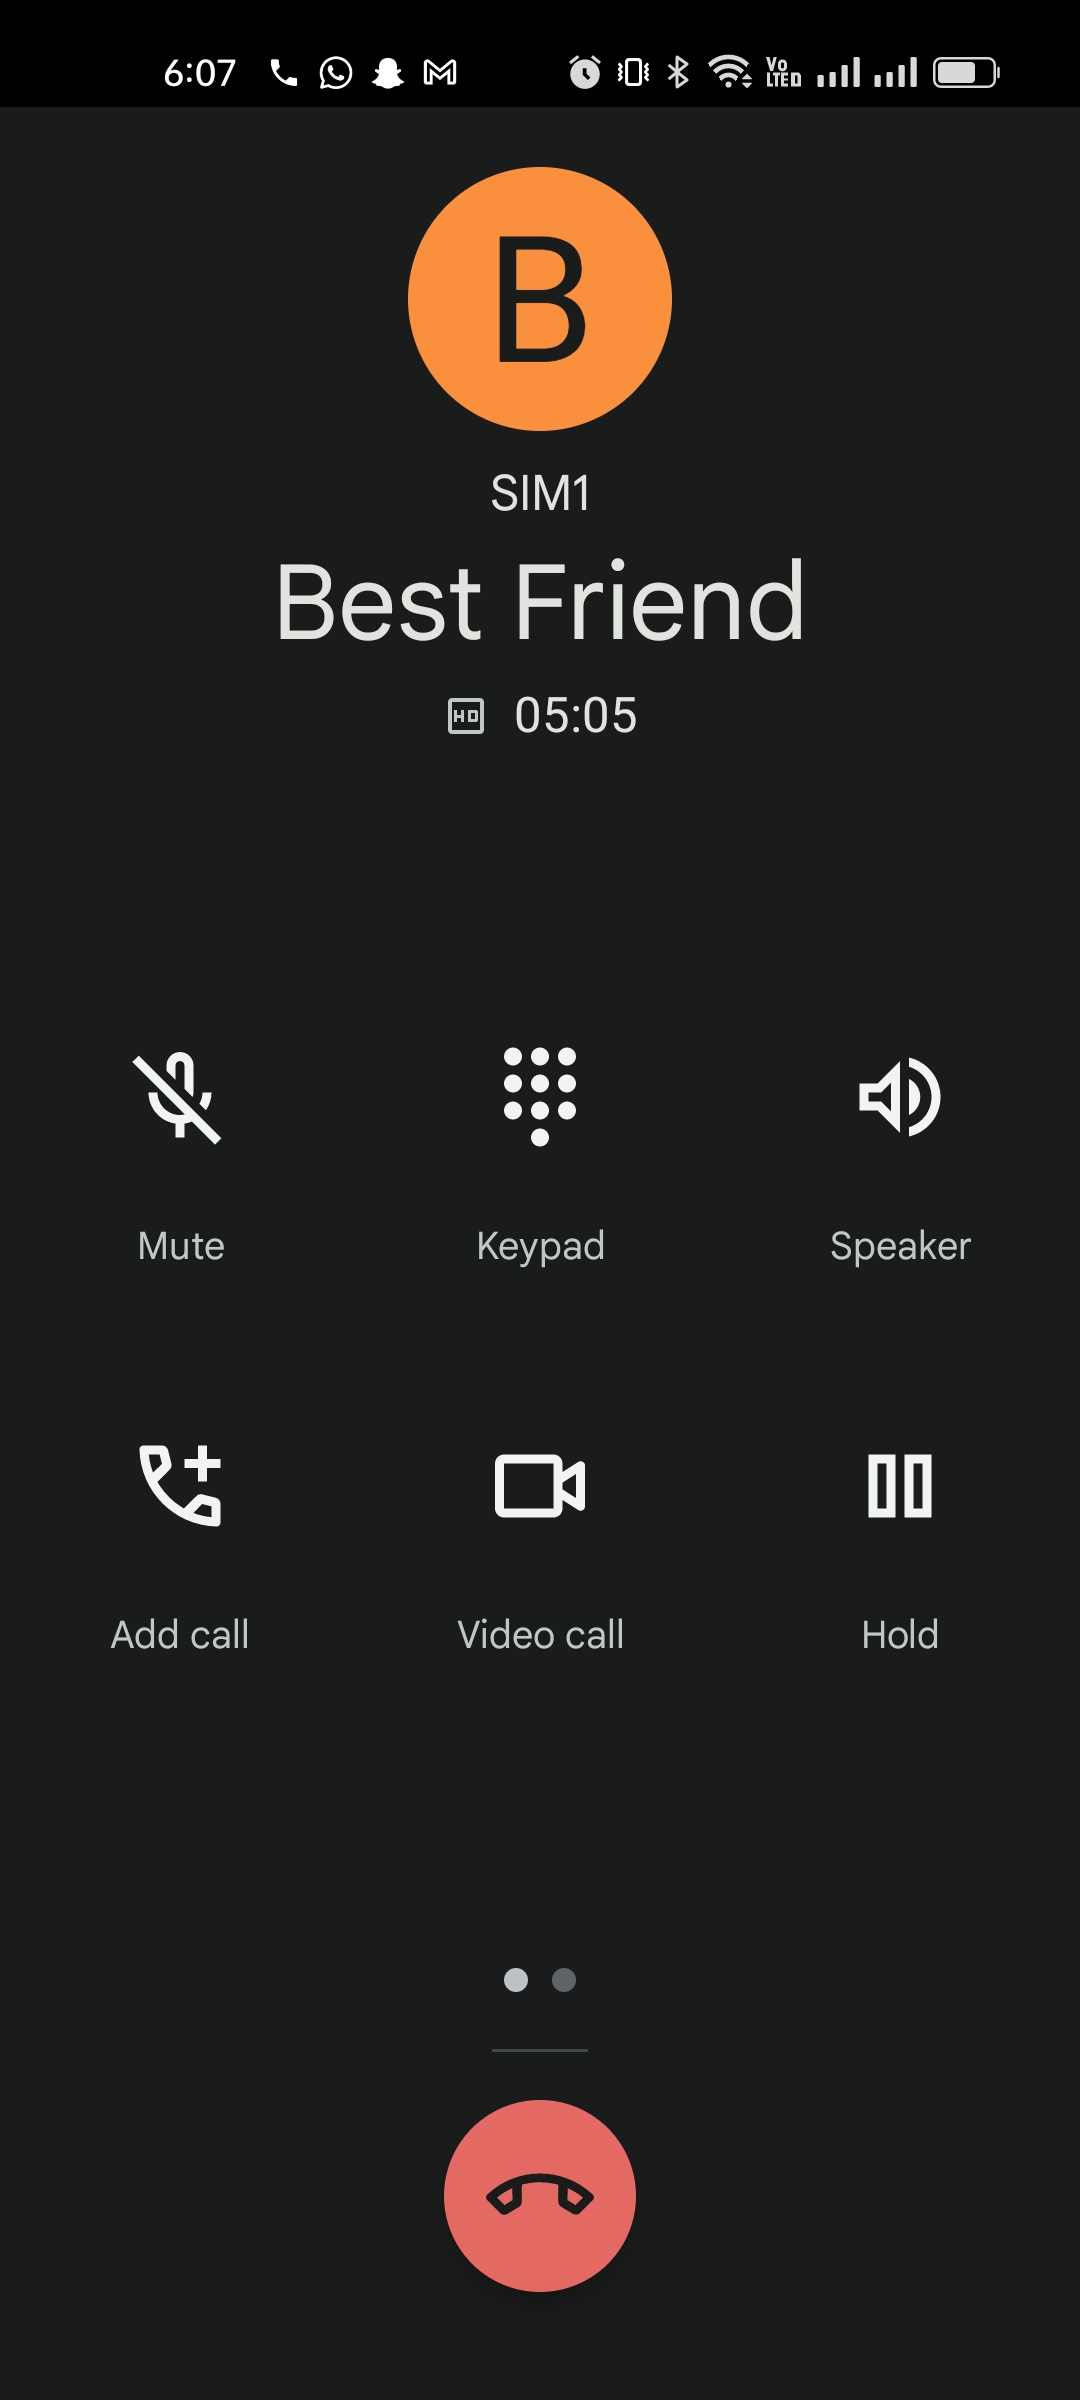 6:07 Vo LTE D
B
SIM1
Best Friend
HD 05:05
Mute Keypad Speaker
Add call Video call Hold